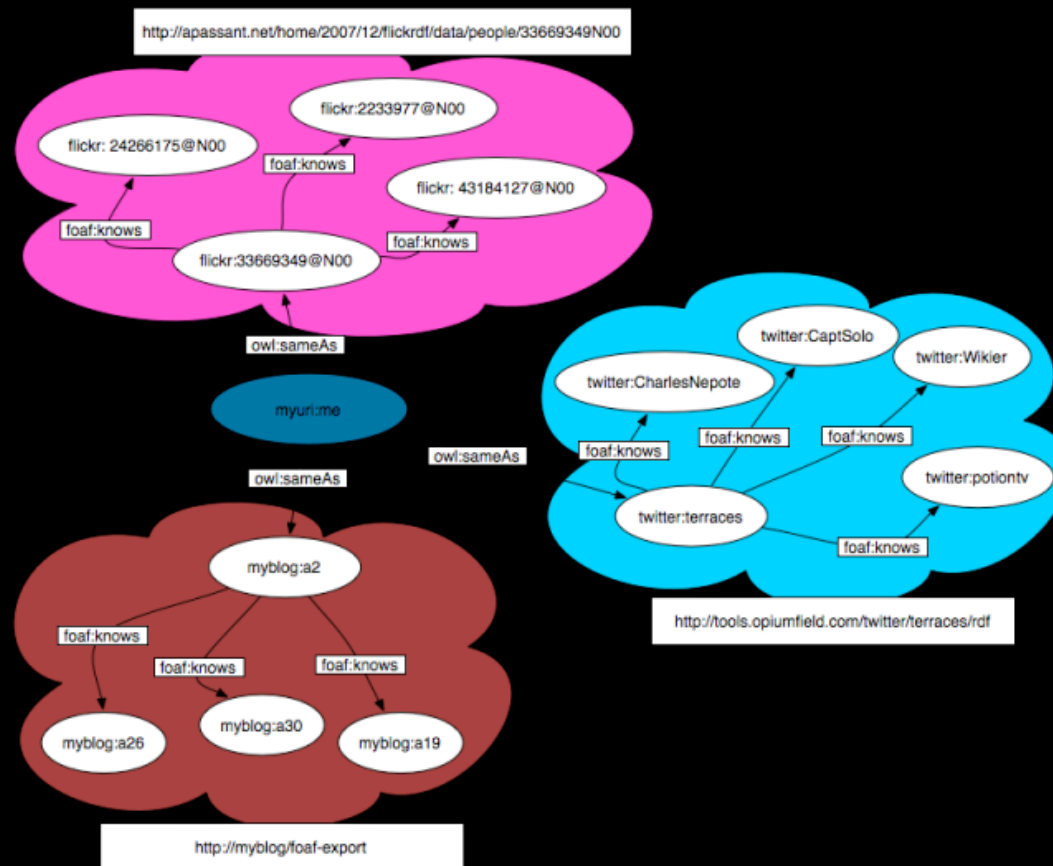 http://apassant.net/home/2007/12/flickrdf/data/people/33669349N00
flickr:2233977@N00
flickr: 24266175@N00
foaf:knows
flickr: 43184127@N00
foaf:knows
foaf:knows
flickr:33669349@N00
owl:sameAs
myuri:me
owl:sameAs
owl:sameAs
twitter:CaptSolo
twitter:Wikier
twitter:CharlesNepote
foaf:knows
foaf:knows
foaf:knows
twitter:potiontv
twitter:terraces
foaf:knows
http://tools.opiumfield.com/twitter/terraces/rdf
myblog:a2
foaf:knows
foaf:knows
foaf:knows
myblog:a30
myblog:a26
myblog:a19
http://myblog/foaf-export